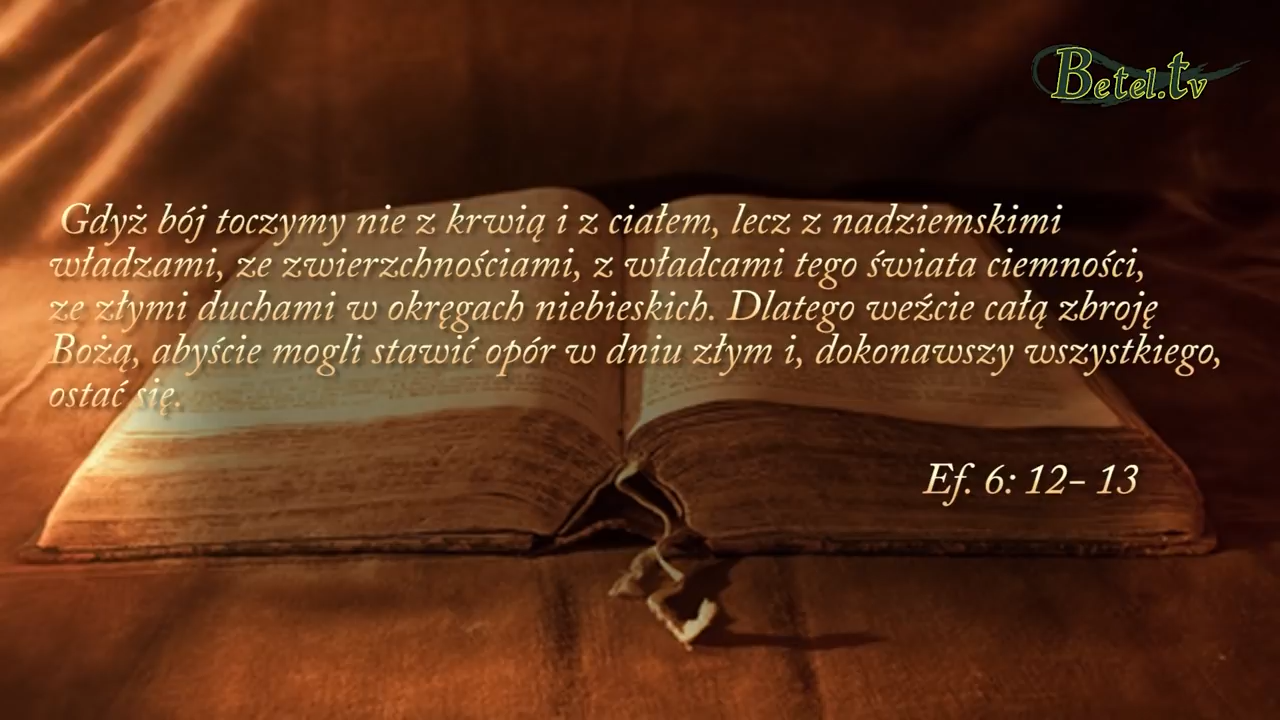 Betel.tv
Gdyż bój toczymy nie z krwią i z ciałem, lecz z nadziemskimi
władzami, ze zwierzchnościami, z władcami tego świata ciemności,
ze złymi duchami w okręgach niebieskich. Dlatego weźcie całą zbroję
Bożą, abyście mogli stawić opór w dniu złym i, dokonawszy wszystkiego,
ostać się.
Ef. 6: 12- 13